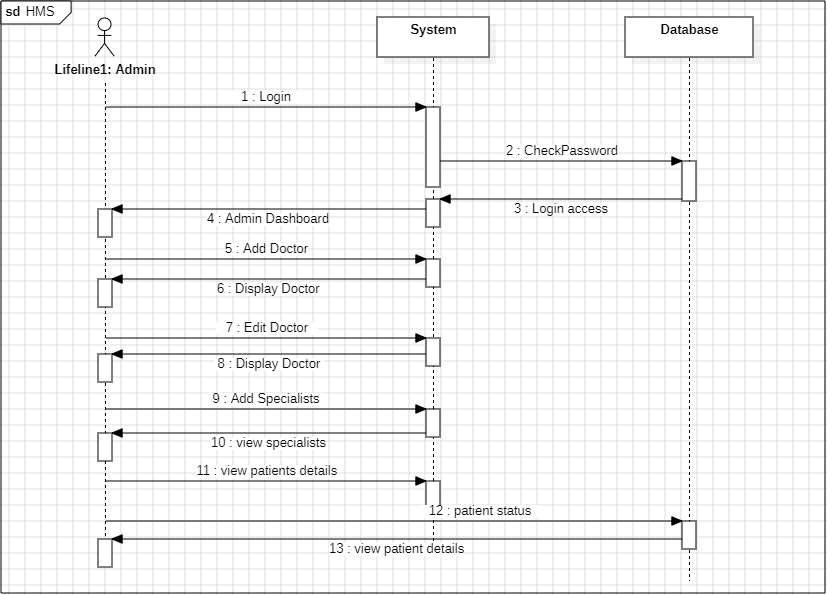 sd HMS
System
Database
Lifeline1: Admin
1 : Login
2 : CheckPassword
3 : Login access
4 : Admin Dashboard
5 : Add Doctor
6 : Display Doctor
7 : Edit Doctor
8 : Display Doctor
9 : Add Specialists
10 : view specialists
11 : view patients details
12 : patient status
13 : view patient details